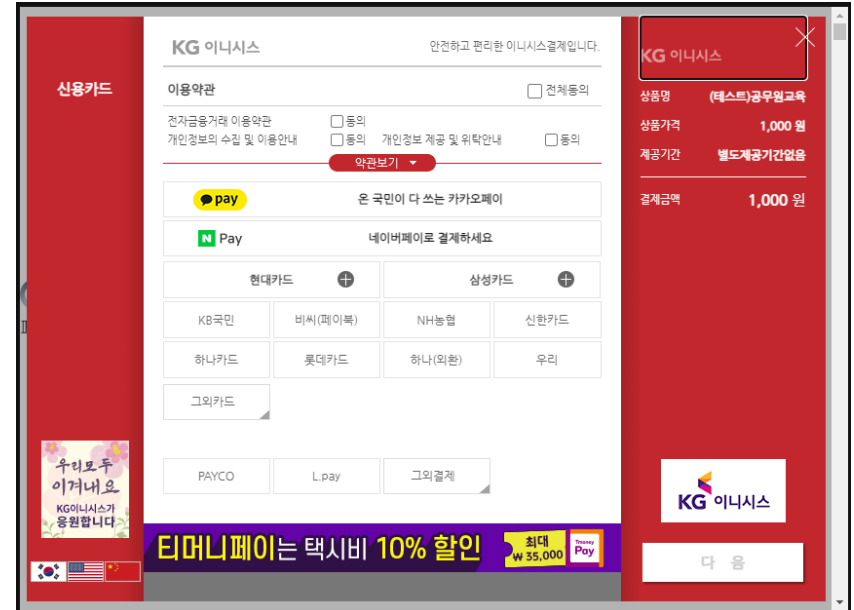 신용카드
KG 이니시스
안전하고 편리한 이니시스결제입니다.
이용약관
전체동의
전자금융거래 이용약관
동의
개인정보의 수집 및 이용안내
동의
개인정보 제공 및 위탁안내
동의
약관보기
pay
온 국민이 다 쓰는 카카오페이
N Pay
네이버페이로 결제하세요
현대카드
삼성카드
KB국민
비씨(페이북)
NH농협
신한카드
하나카드
롯데카드
하나(외환)
우리
그외카드
PAYCO
L.pay
그외결제
티머니페이는 택시비 10% 할인
최대
₩ 35,000
Tmoney
Pay
우리모두
이겨내요
KG이니시스가
응원합니다
KG 이니시스
상품명
(테스트)공무원교육
상품가격
1,000 원
제공기간
별도제공기간없음
결제금액
1,000 원
KG 이니시스
다 음